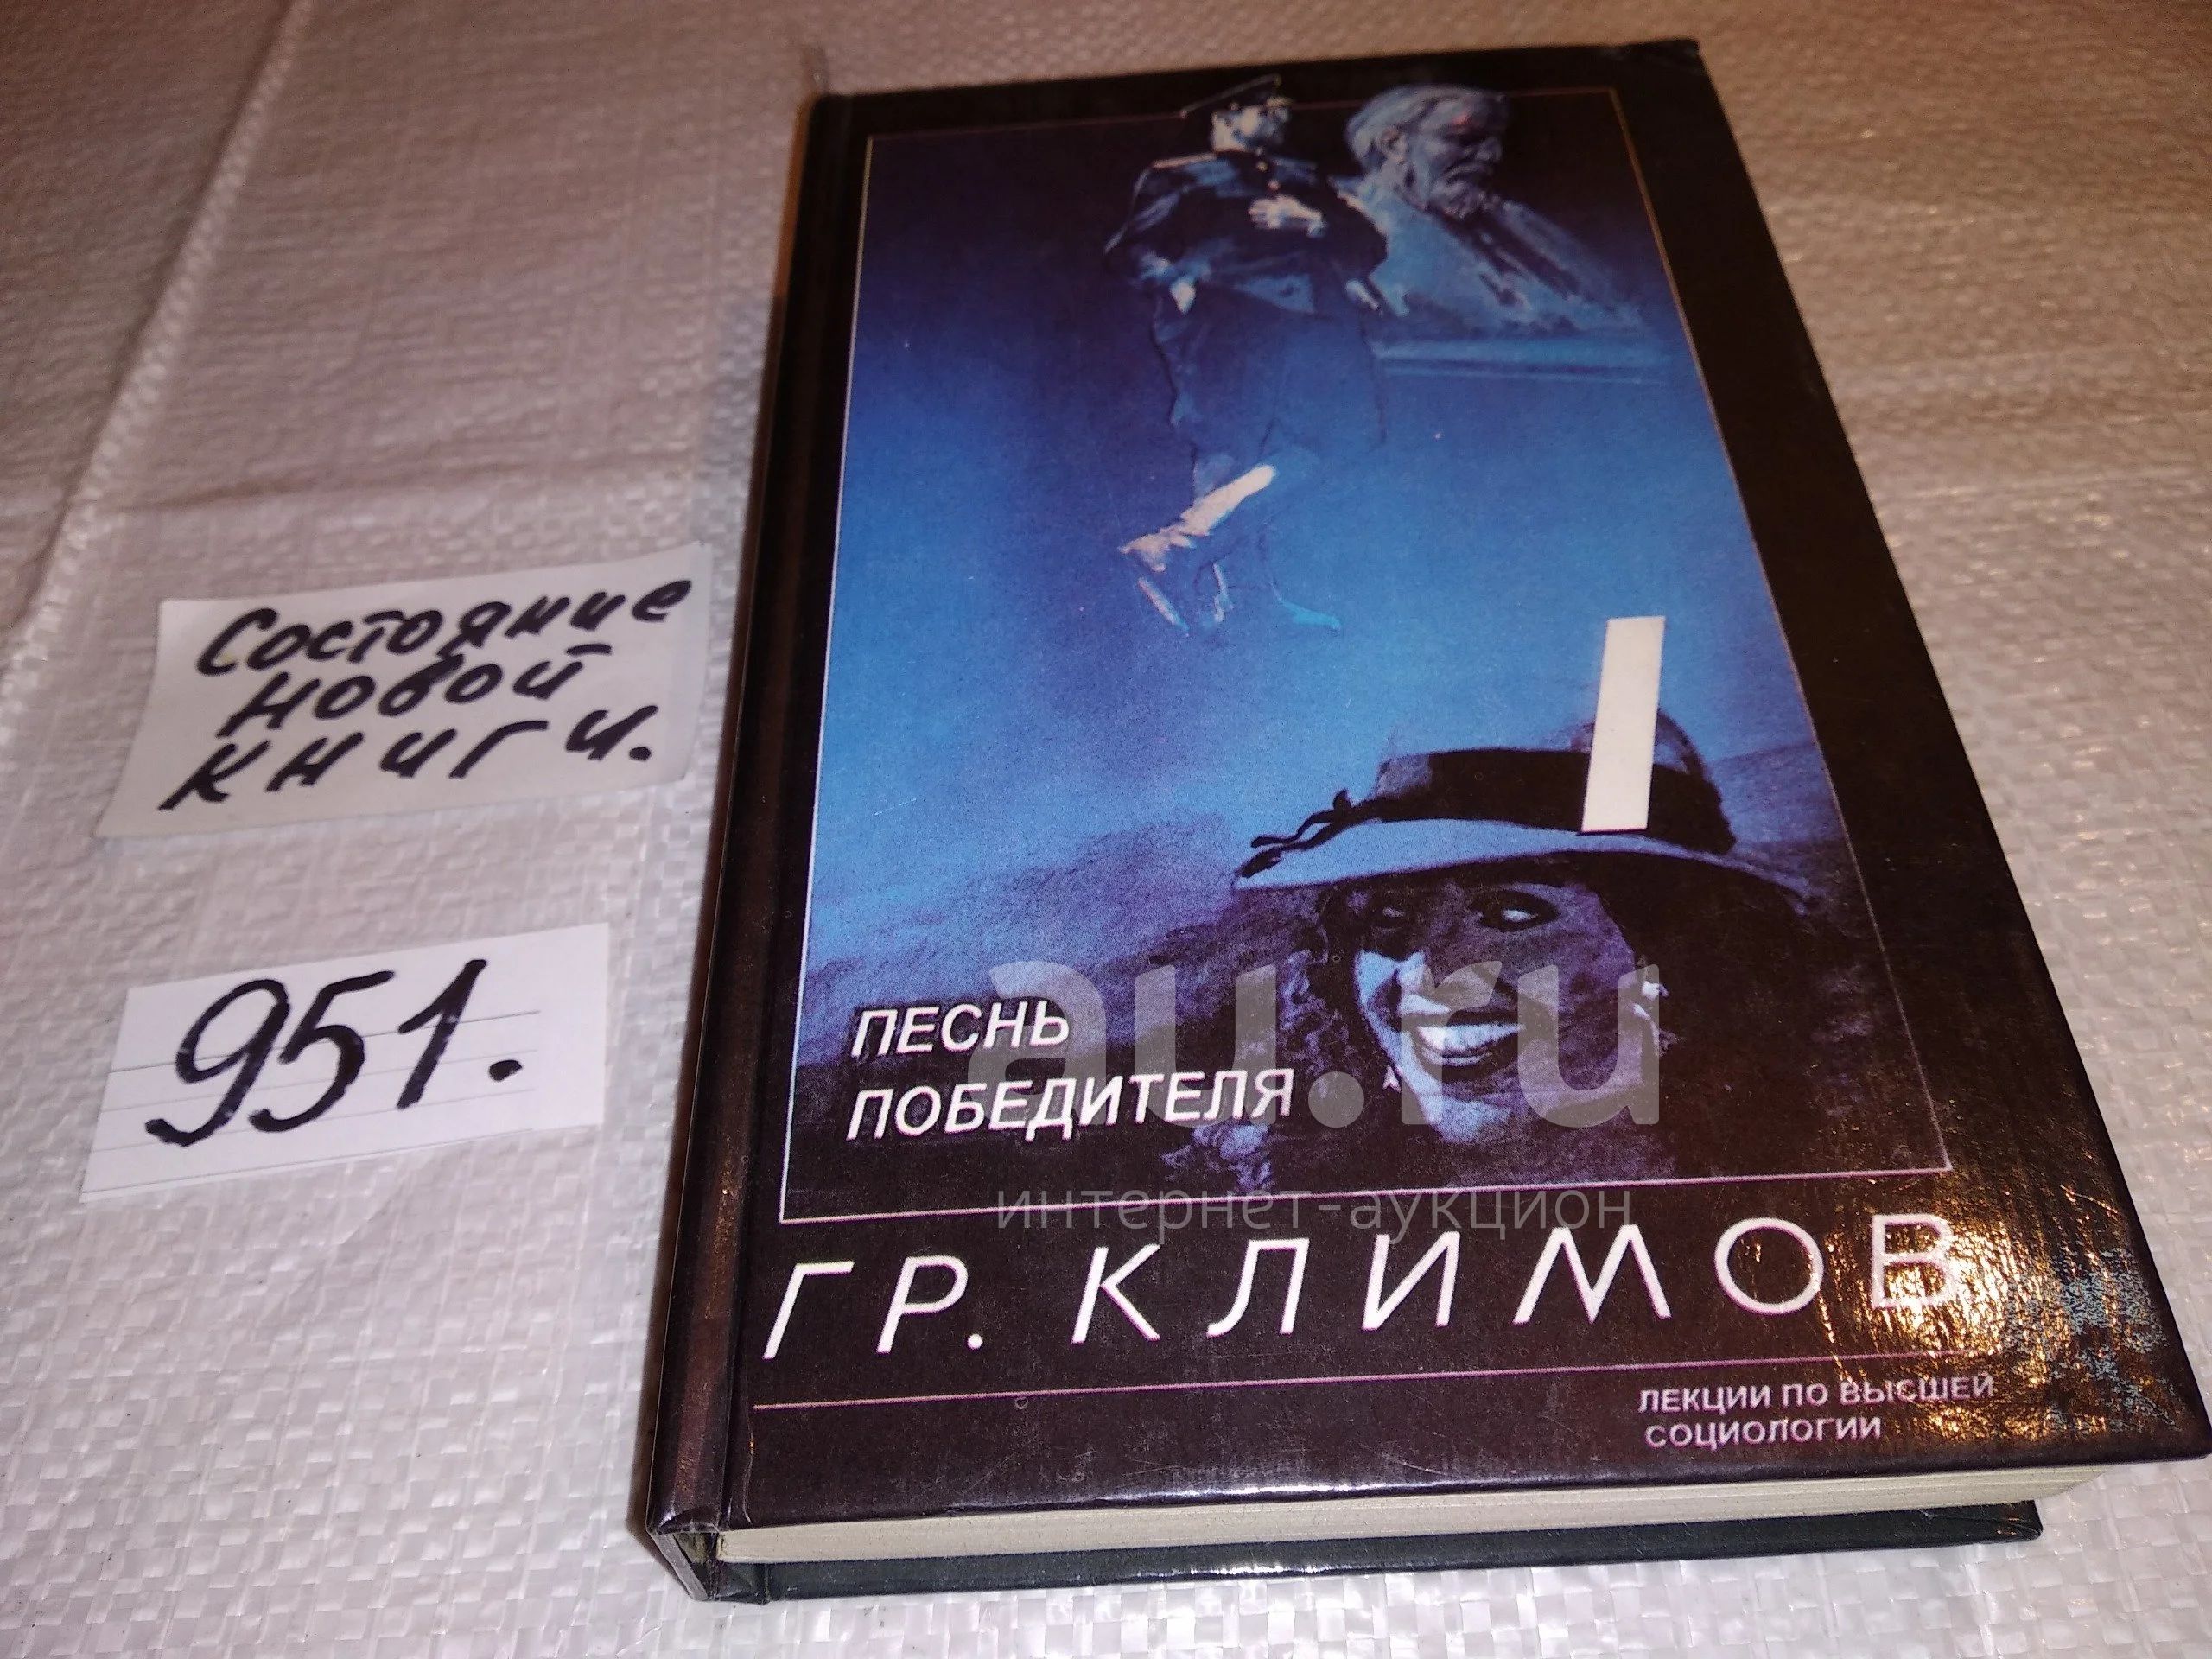 Состояние
новой
книги.
951.
ПЕСНЬ
ПОБЕДИТЕЛЯ
au.ru
интернет-аукцион
ГР. КЛИМОВ
ЛЕКЦИИ ПО ВЫСШЕЙ
СОЦИОЛОГИИ